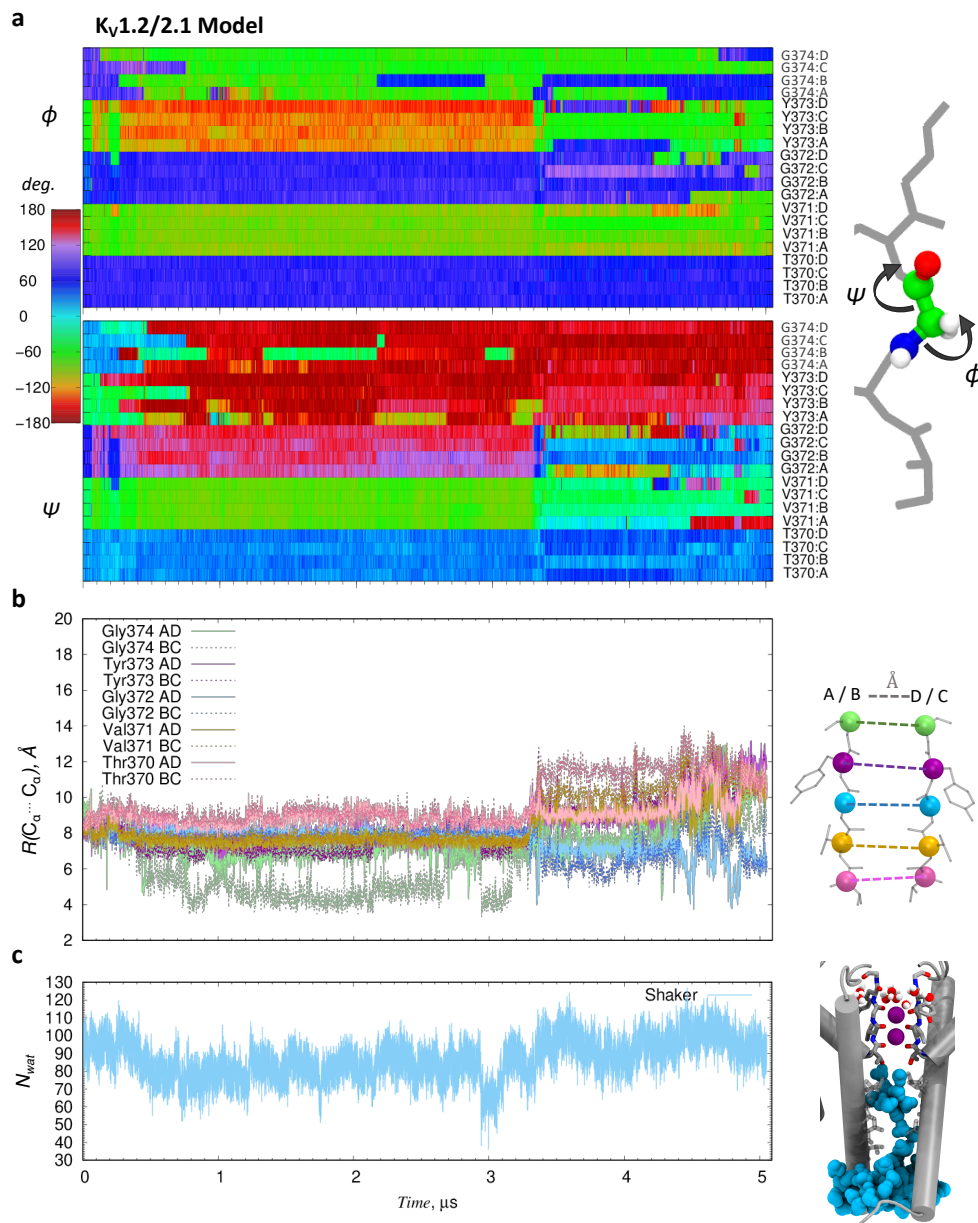 a
K_V1.2/2.1 Model
ϕ
deg.
180
120
60
0
−60
−120
−180
ψ
G374:D
G374:C
G374:B
G374:A
Y373:D
Y373:C
Y373:B
Y373:A
G372:D
G372:C
G372:B
G372:A
V371:D
V371:C
V371:B
V371:A
T370:D
T370:C
T370:B
T370:A
G374:D
G374:C
G374:B
G374:A
Y373:D
Y373:C
Y373:B
Y373:A
G372:D
G372:C
G372:B
G372:A
V371:D
V371:C
V371:B
V371:A
T370:D
T370:C
T370:B
T370:A
ψ
ϕ
b
R(Cα··· Cα), Å
20
18
16
14
12
10
8
6
4
2
Gly374 AD
Gly374 BC
Tyr373 AD
Tyr373 BC
Gly372 AD
Gly372 BC
Val371 AD
Val371 BC
Thr370 AD
Thr370 BC
Å
A / B
D / C
c
N_wat
130
120
110
100
90
80
70
60
50
40
30
Shaker
0
1
2
3
4
5
Time, μs